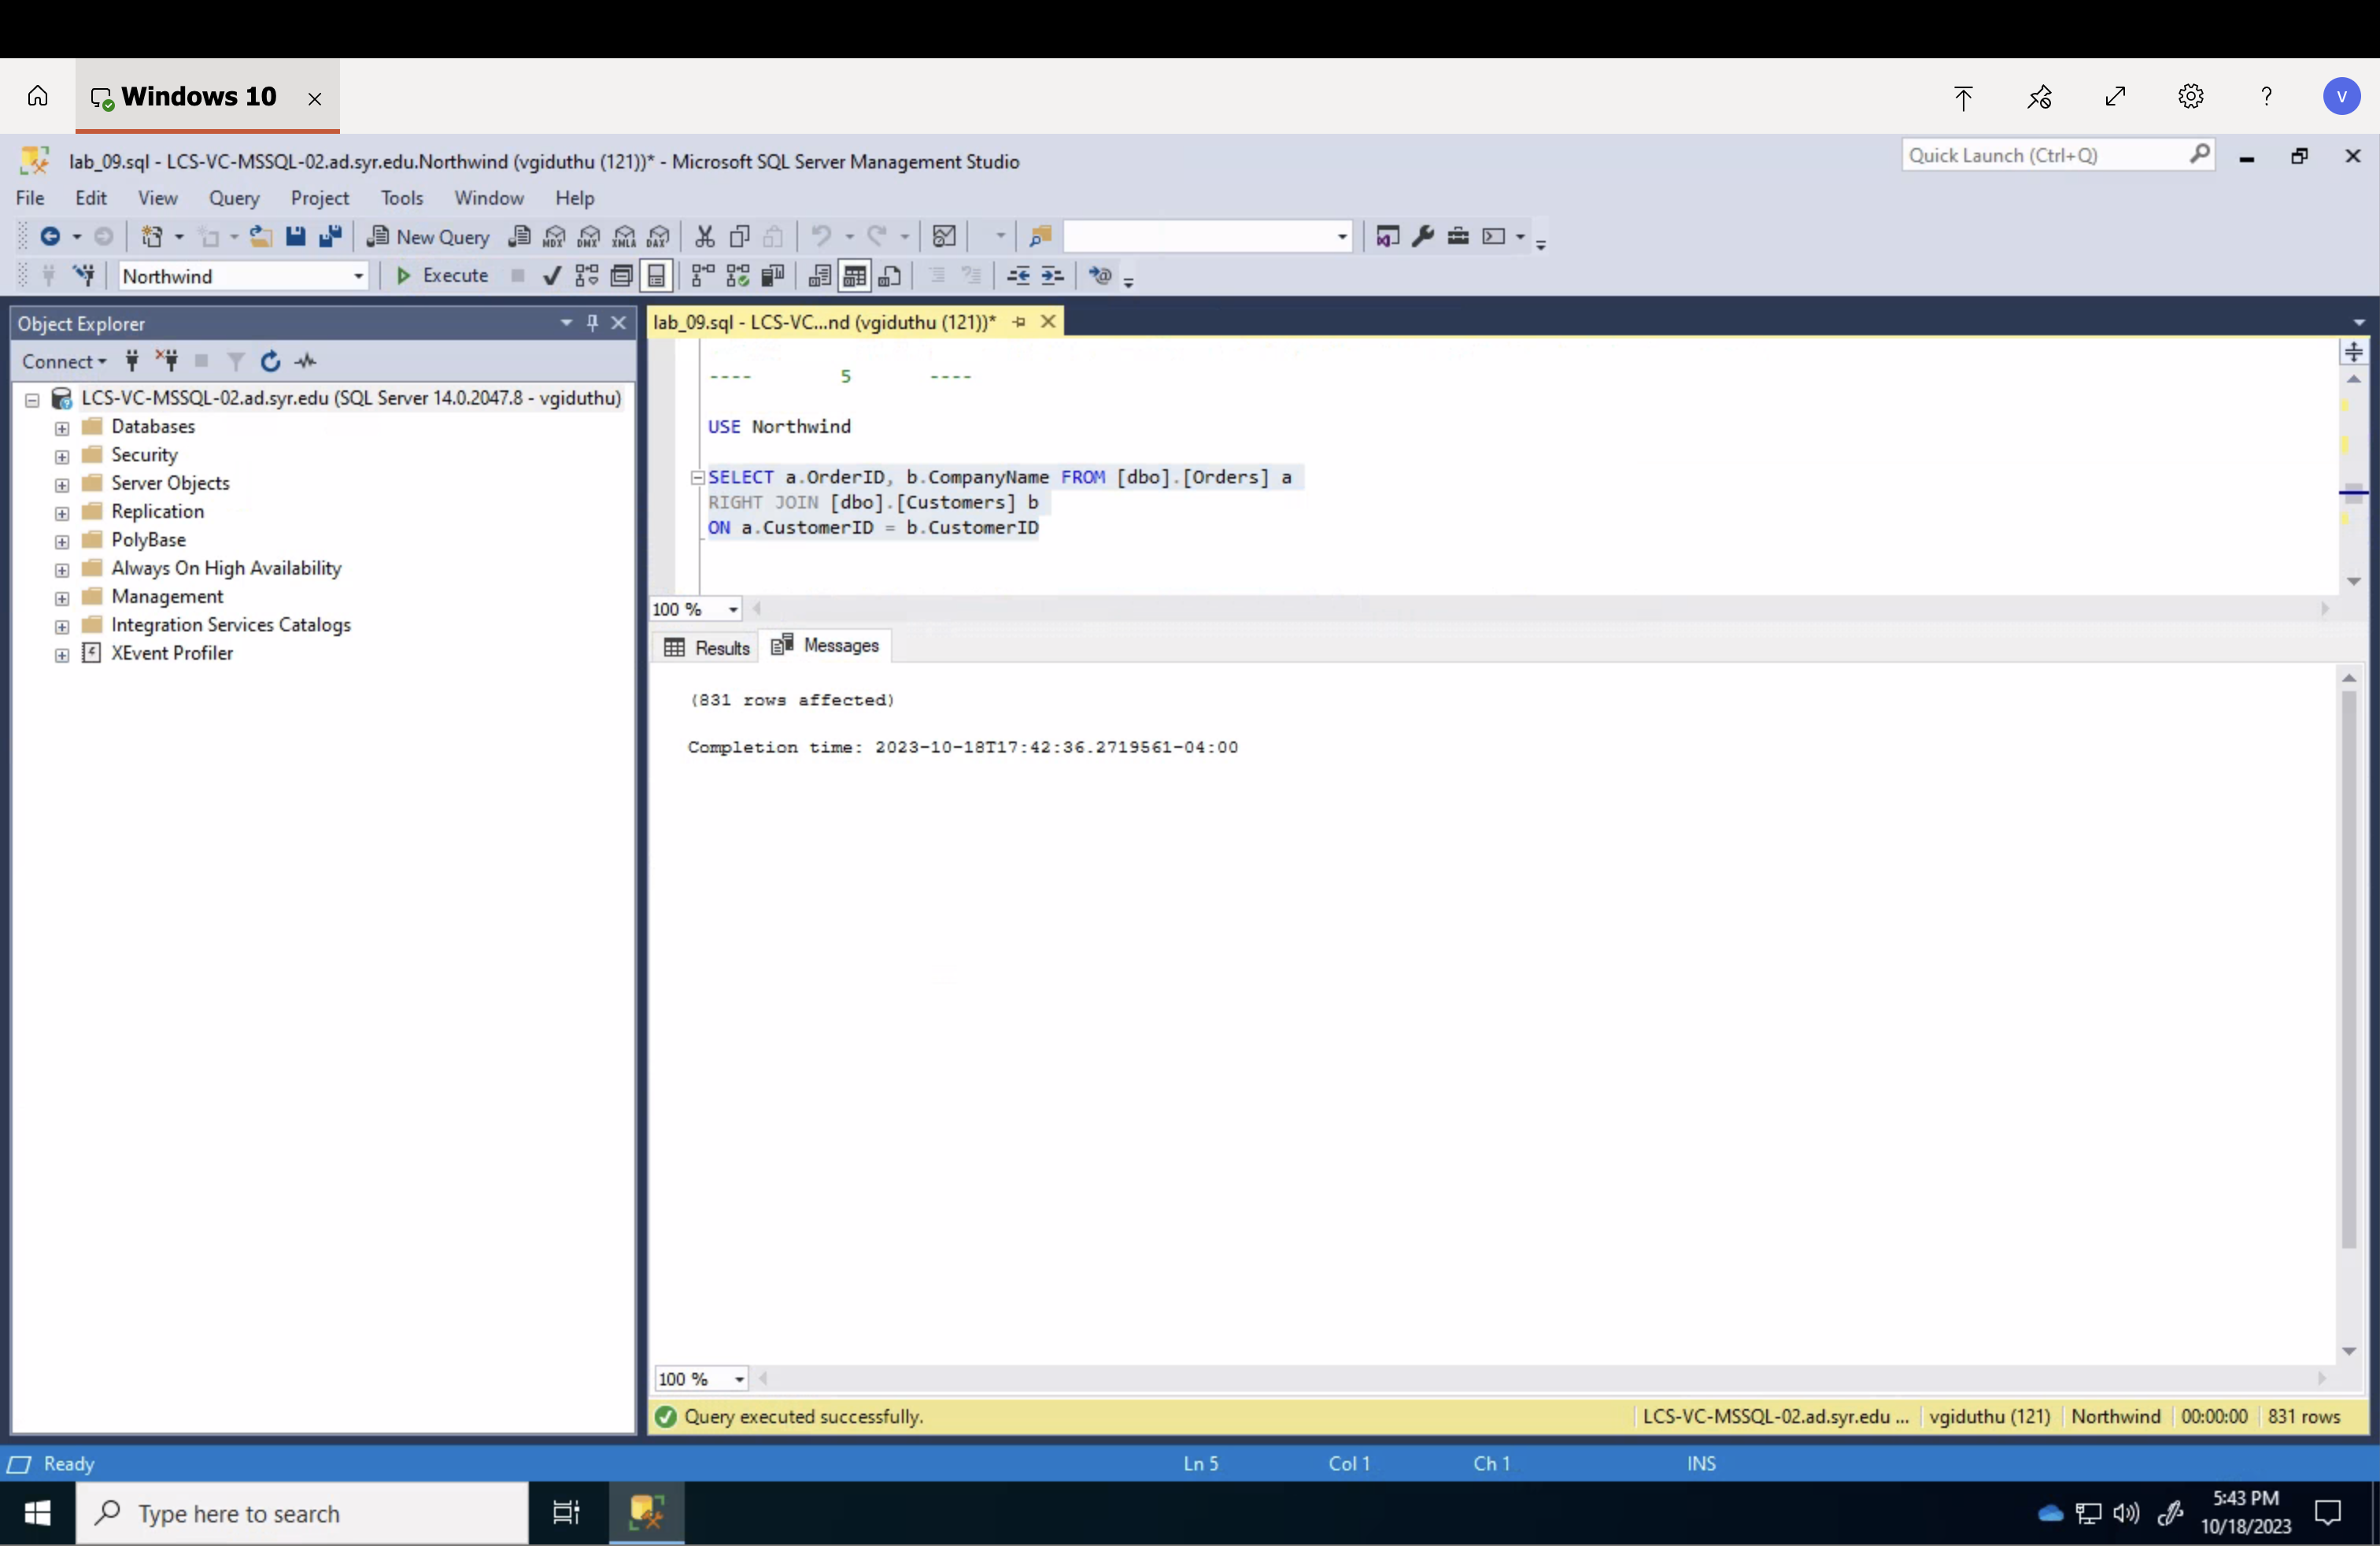 Windows 10
V
lab_09.sql - LCS-VC-MSSQL-02.ad.syr.edu.Northwind (vgiduthu (121))* - Microsoft SQL Server Management Studio
Quick Launch (Ctrl+Q)
File Edit View Query Project Tools Window Help
New Query MDX DMX XMLA DAX
Northwind Execute
Object Explorer
Connect
LCS-VC-MSSQL-02.ad.syr.edu (SQL Server 14.0.2047.8 - vgiduthu)
Databases
Security
Server Objects
Replication
PolyBase
Always On High Availability
Management
Integration Services Catalogs
XEvent Profiler
lab_09.sql - LCS-VC...nd (vgiduthu (121))*
---- 5 ----
USE Northwind
SELECT a.OrderID, b.CompanyName FROM [dbo].[Orders] a
RIGHT JOIN [dbo].[Customers] b
ON a.CustomerID = b.CustomerID
100 %
Results Messages
(831 rows affected)
Completion time: 2023-10-18T17:42:36.2719561-04:00
100 %
Query executed successfully. LCS-VC-MSSQL-02.ad.syr.edu ... vgiduthu (121) Northwind 00:00:00 831 rows
Ready Ln 5 Col 1 Ch 1 INS
Type here to search
5:43 PM
10/18/2023